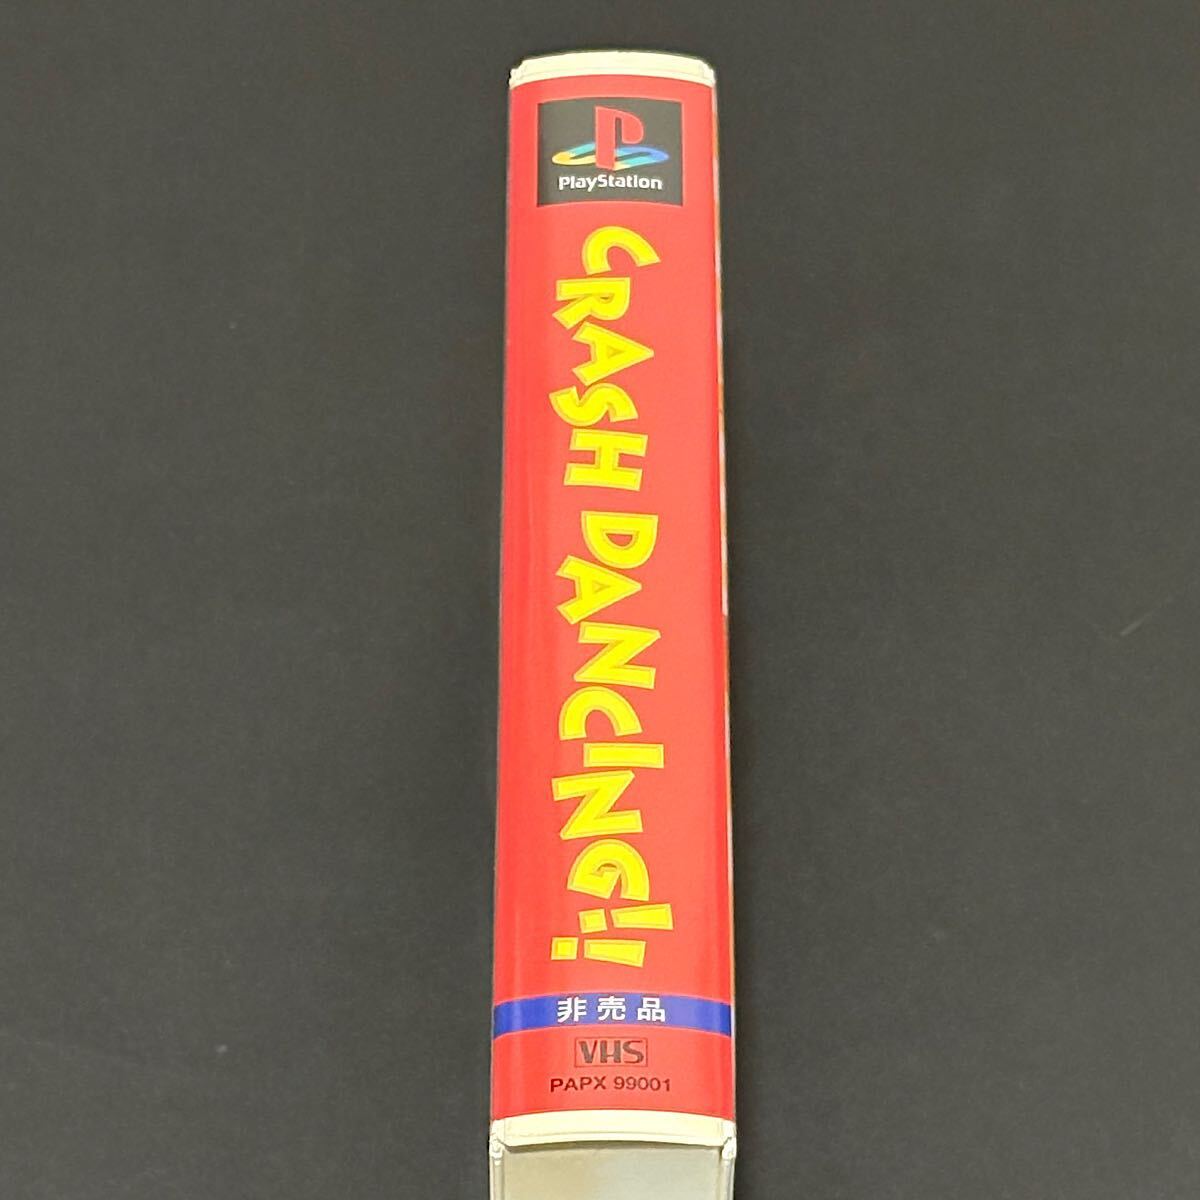 PlayStation
CRASH DANCING!!
非売品
VHS
PAPX 99001